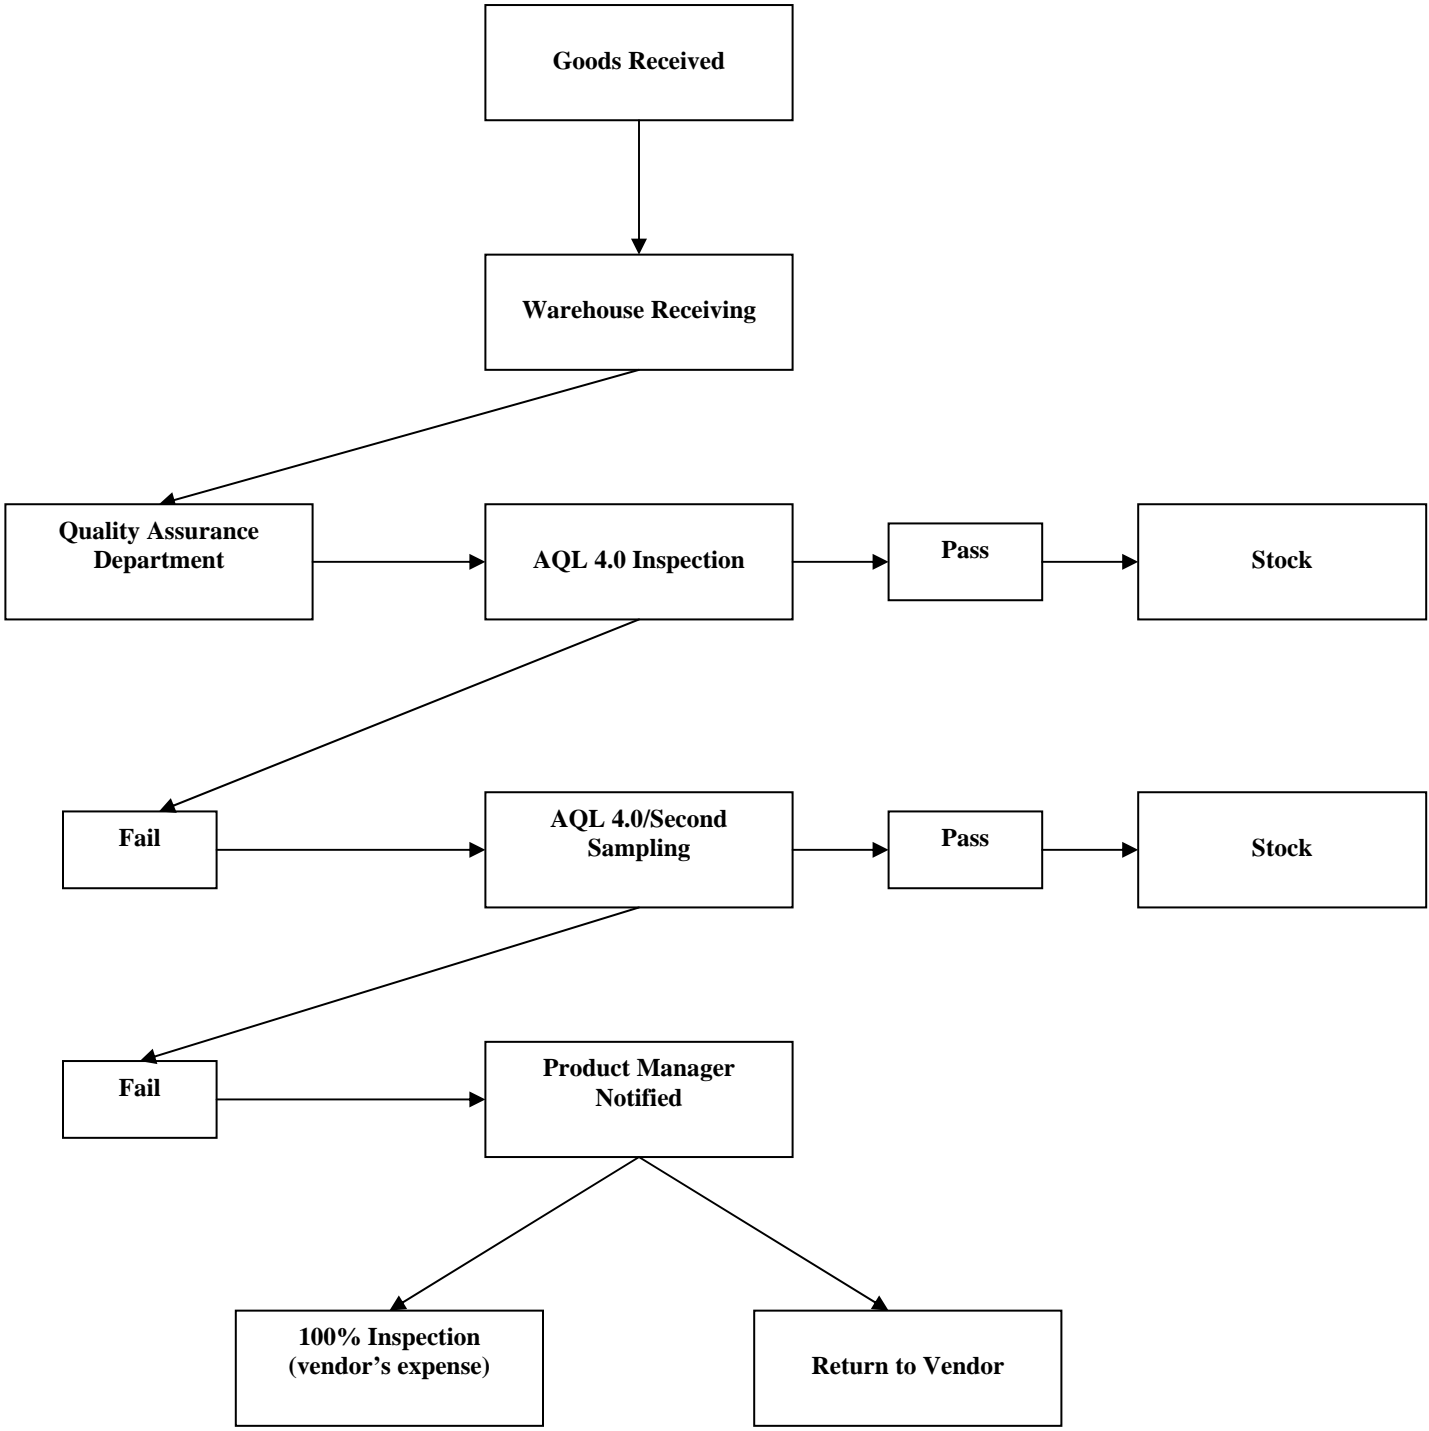 Goods Received
Warehouse Receiving
Quality Assurance
Department
AQL 4.0 Inspection
Pass
Stock
Fail
AQL 4.0/Second
Sampling
Pass
Stock
Fail
Product Manager
Notified
100% Inspection
(vendor’s expense)
Return to Vendor